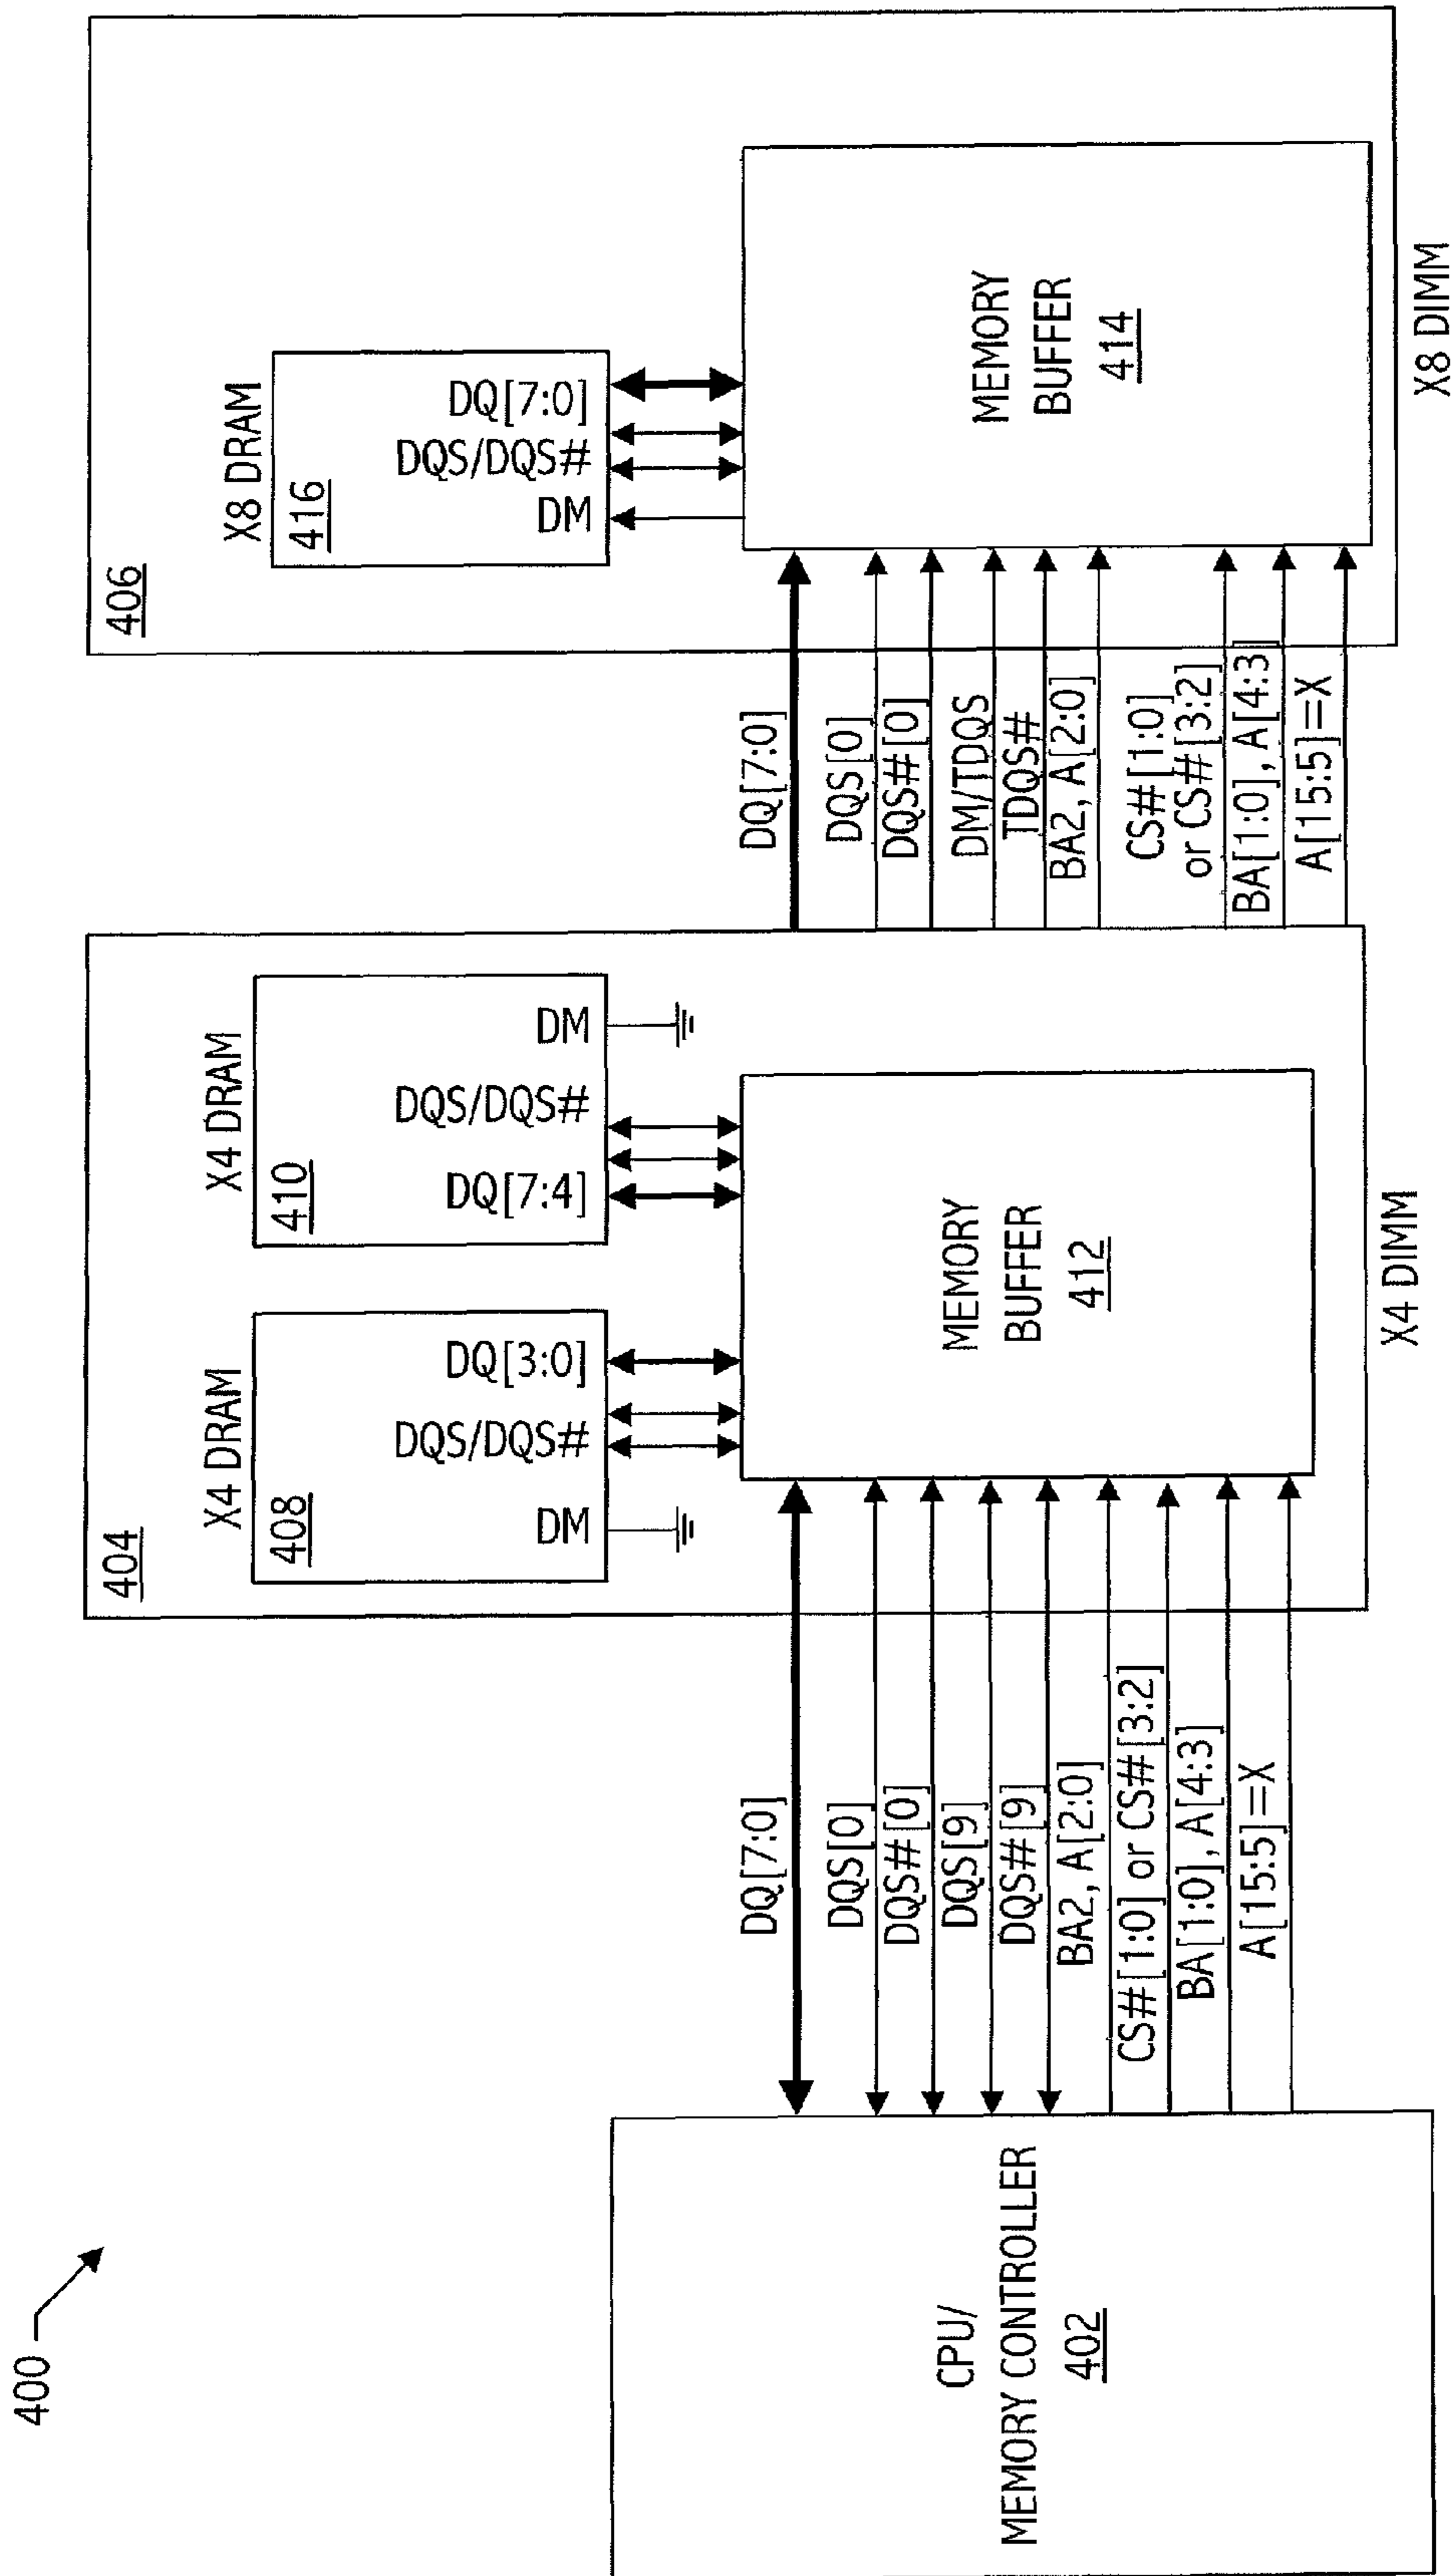 400
CPU/
MEMORY CONTROLLER
402
DQ[7:0]
DQS[0]
DQS#[0]
DQS[9]
DQS#[9]
BA2, A[2:0]
CS#[1:0] or CS#[3:2]
BA[1:0], A[4:3]
A[15:5]=X
404
X4 DRAM
408
DQ[3:0]
DQS/DQS#
DM
X4 DRAM
410
DM
DQS/DQS#
DQ[7:4]
MEMORY
BUFFER
412
X4 DIMM
DQ[7:0]
DQS[0]
DQS#[0]
DM/TDQS
TDQS#
BA2, A[2:0]
CS#[1:0]
or CS#[3:2]
BA[1:0], A[4:3]
A[15:5]=X
406
X8 DRAM
416
DQ[7:0]
DQS/DQS#
DM
MEMORY
BUFFER
414
X8 DIMM